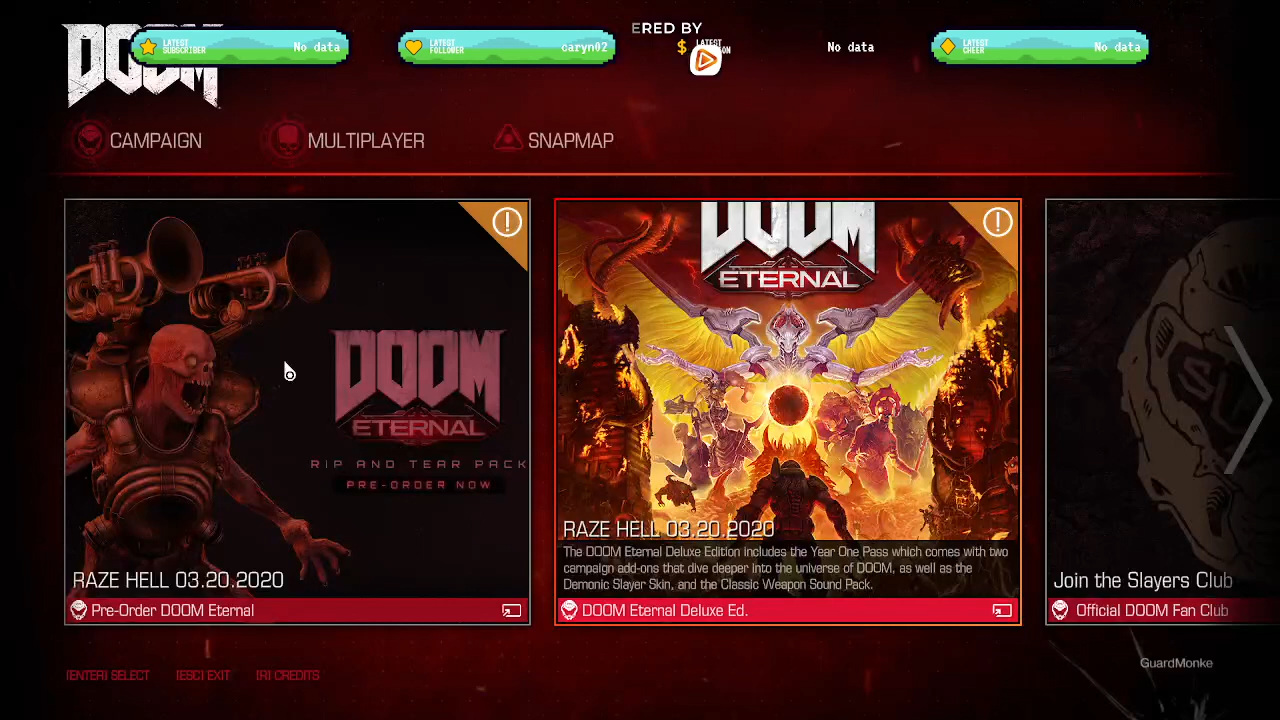 ERED BY
DOOM
LATEST
SUBSCRIBER
No data
LATEST
FOLLOWER
caryn02
$
LATEST
No data
LATEST
CHEER
No data
CAMPAIGN
MULTIPLAYER
SNAPMAP
DOOM
ETERNAL
RIP AND TEAR PACK
PRE-ORDER NOW
RAZE HELL 03.20.2020
Pre-Order DOOM Eternal
DOOM
ETERNAL
RAZE HELL 03.20.2020
The DOOM Eternal Deluxe Edition includes the Year One Pass which comes with two
campaign add-ons that dive deeper into the universe of DOOM, as well as the
Demonic Slayer Skin, and the Classic Weapon Sound Pack.
DOOM Eternal Deluxe Ed.
Join the Slayers Club
Official DOOM Fan Club
[ENTER] SELECT
[ESC] EXIT
[R] CREDITS
GuardMonke